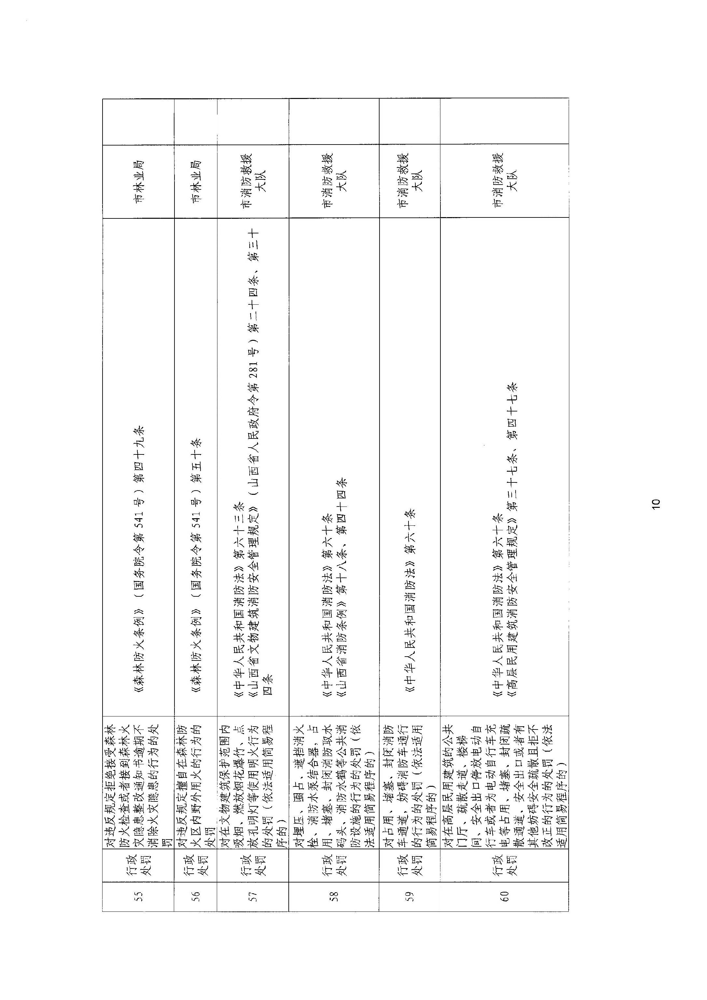 55
行政
处罚
对违反规定拒绝接受森林
防火检查或者接到森林火
灾隐患整改通知书逾期不
消除火灾隐患的行为的处
罚
《森林防火条例》（国务院令第 541 号）第四十九条
市林业局
56
行政
处罚
对违反规定擅自在森林防
火区内野外用火的行为的
处罚
《森林防火条例》（国务院令第 541 号）第五十条
市林业局
57
行政
处罚
对在文物建筑保护范围内
吸烟、燃放烟花爆竹、点
放孔明灯等使用明火行为
的处罚（依法适用简易程
序的）
《中华人民共和国消防法》第六十三条
《山西省文物建筑消防安全管理规定》（山西省人民政府令第 281 号）第二十四条、第三十
四条
市消防救援
大队
58
行政
处罚
对埋压、圈占、遮挡消火
栓、消防水泵结合器，占
用、堵塞、封闭消防取水
码头、消防水鹤等公共消
防设施的行为的处罚（依
法适用简易程序的）
《中华人民共和国消防法》第六十条
《山西省消防条例》第十八条、第四十四条
市消防救援
大队
59
行政
处罚
对占用、堵塞、封闭消防
车通道，妨碍消防车通行
的行为的处罚（依法适用
简易程序的）
《中华人民共和国消防法》第六十条
市消防救援
大队
60
行政
处罚
对在高层民用建筑的公共
门厅、疏散走道、楼梯
间、安全出口停放电动自
行车或者为电动自行车充
电等占用、堵塞、封闭疏
散通道、安全出口或者有
其他妨碍安全疏散且拒不
改正的行为的处罚（依法
适用简易程序的）
《中华人民共和国消防法》第六十条
《高层民用建筑消防安全管理规定》第三十七条、第四十七条
市消防救援
大队
10